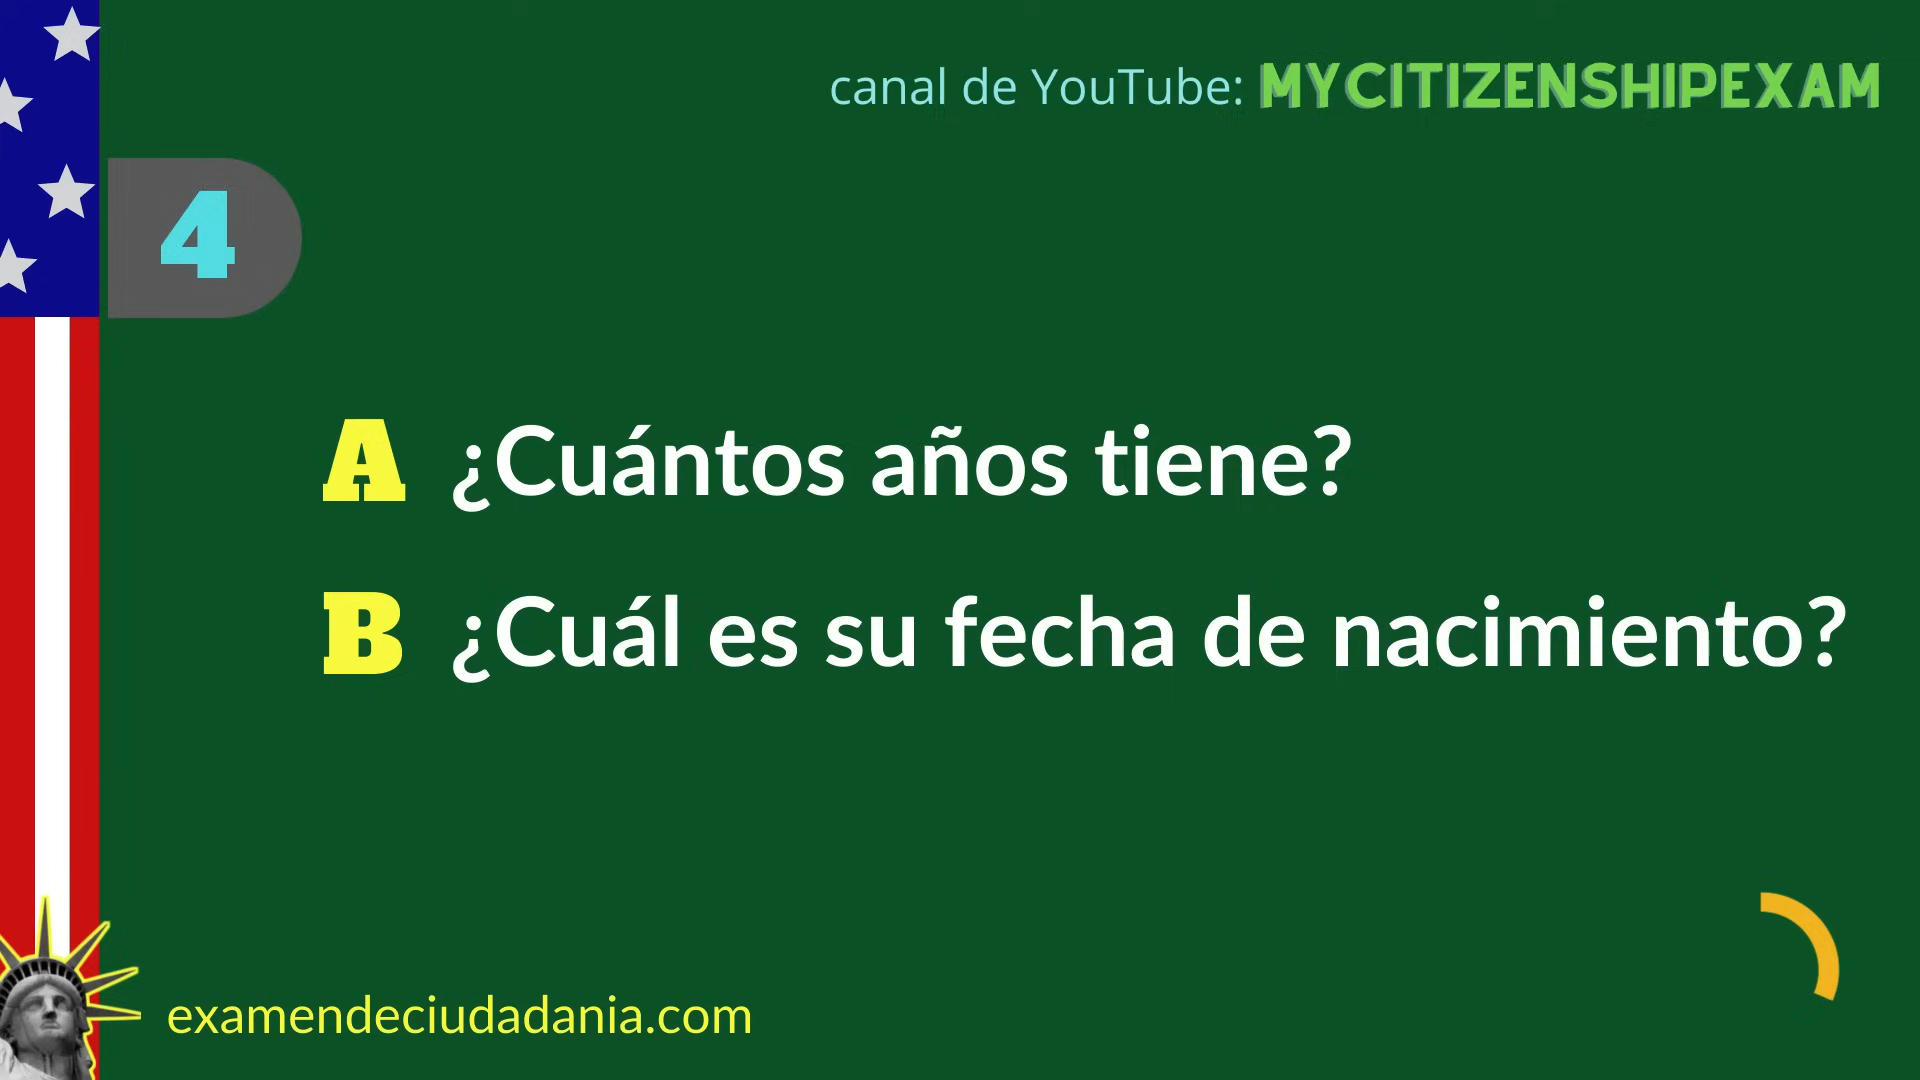 canal de YouTube: MYCITIZENSHIPEXAM
4
A ¿Cuántos años tiene?
B ¿Cuál es su fecha de nacimiento?
examendeciudadania.com